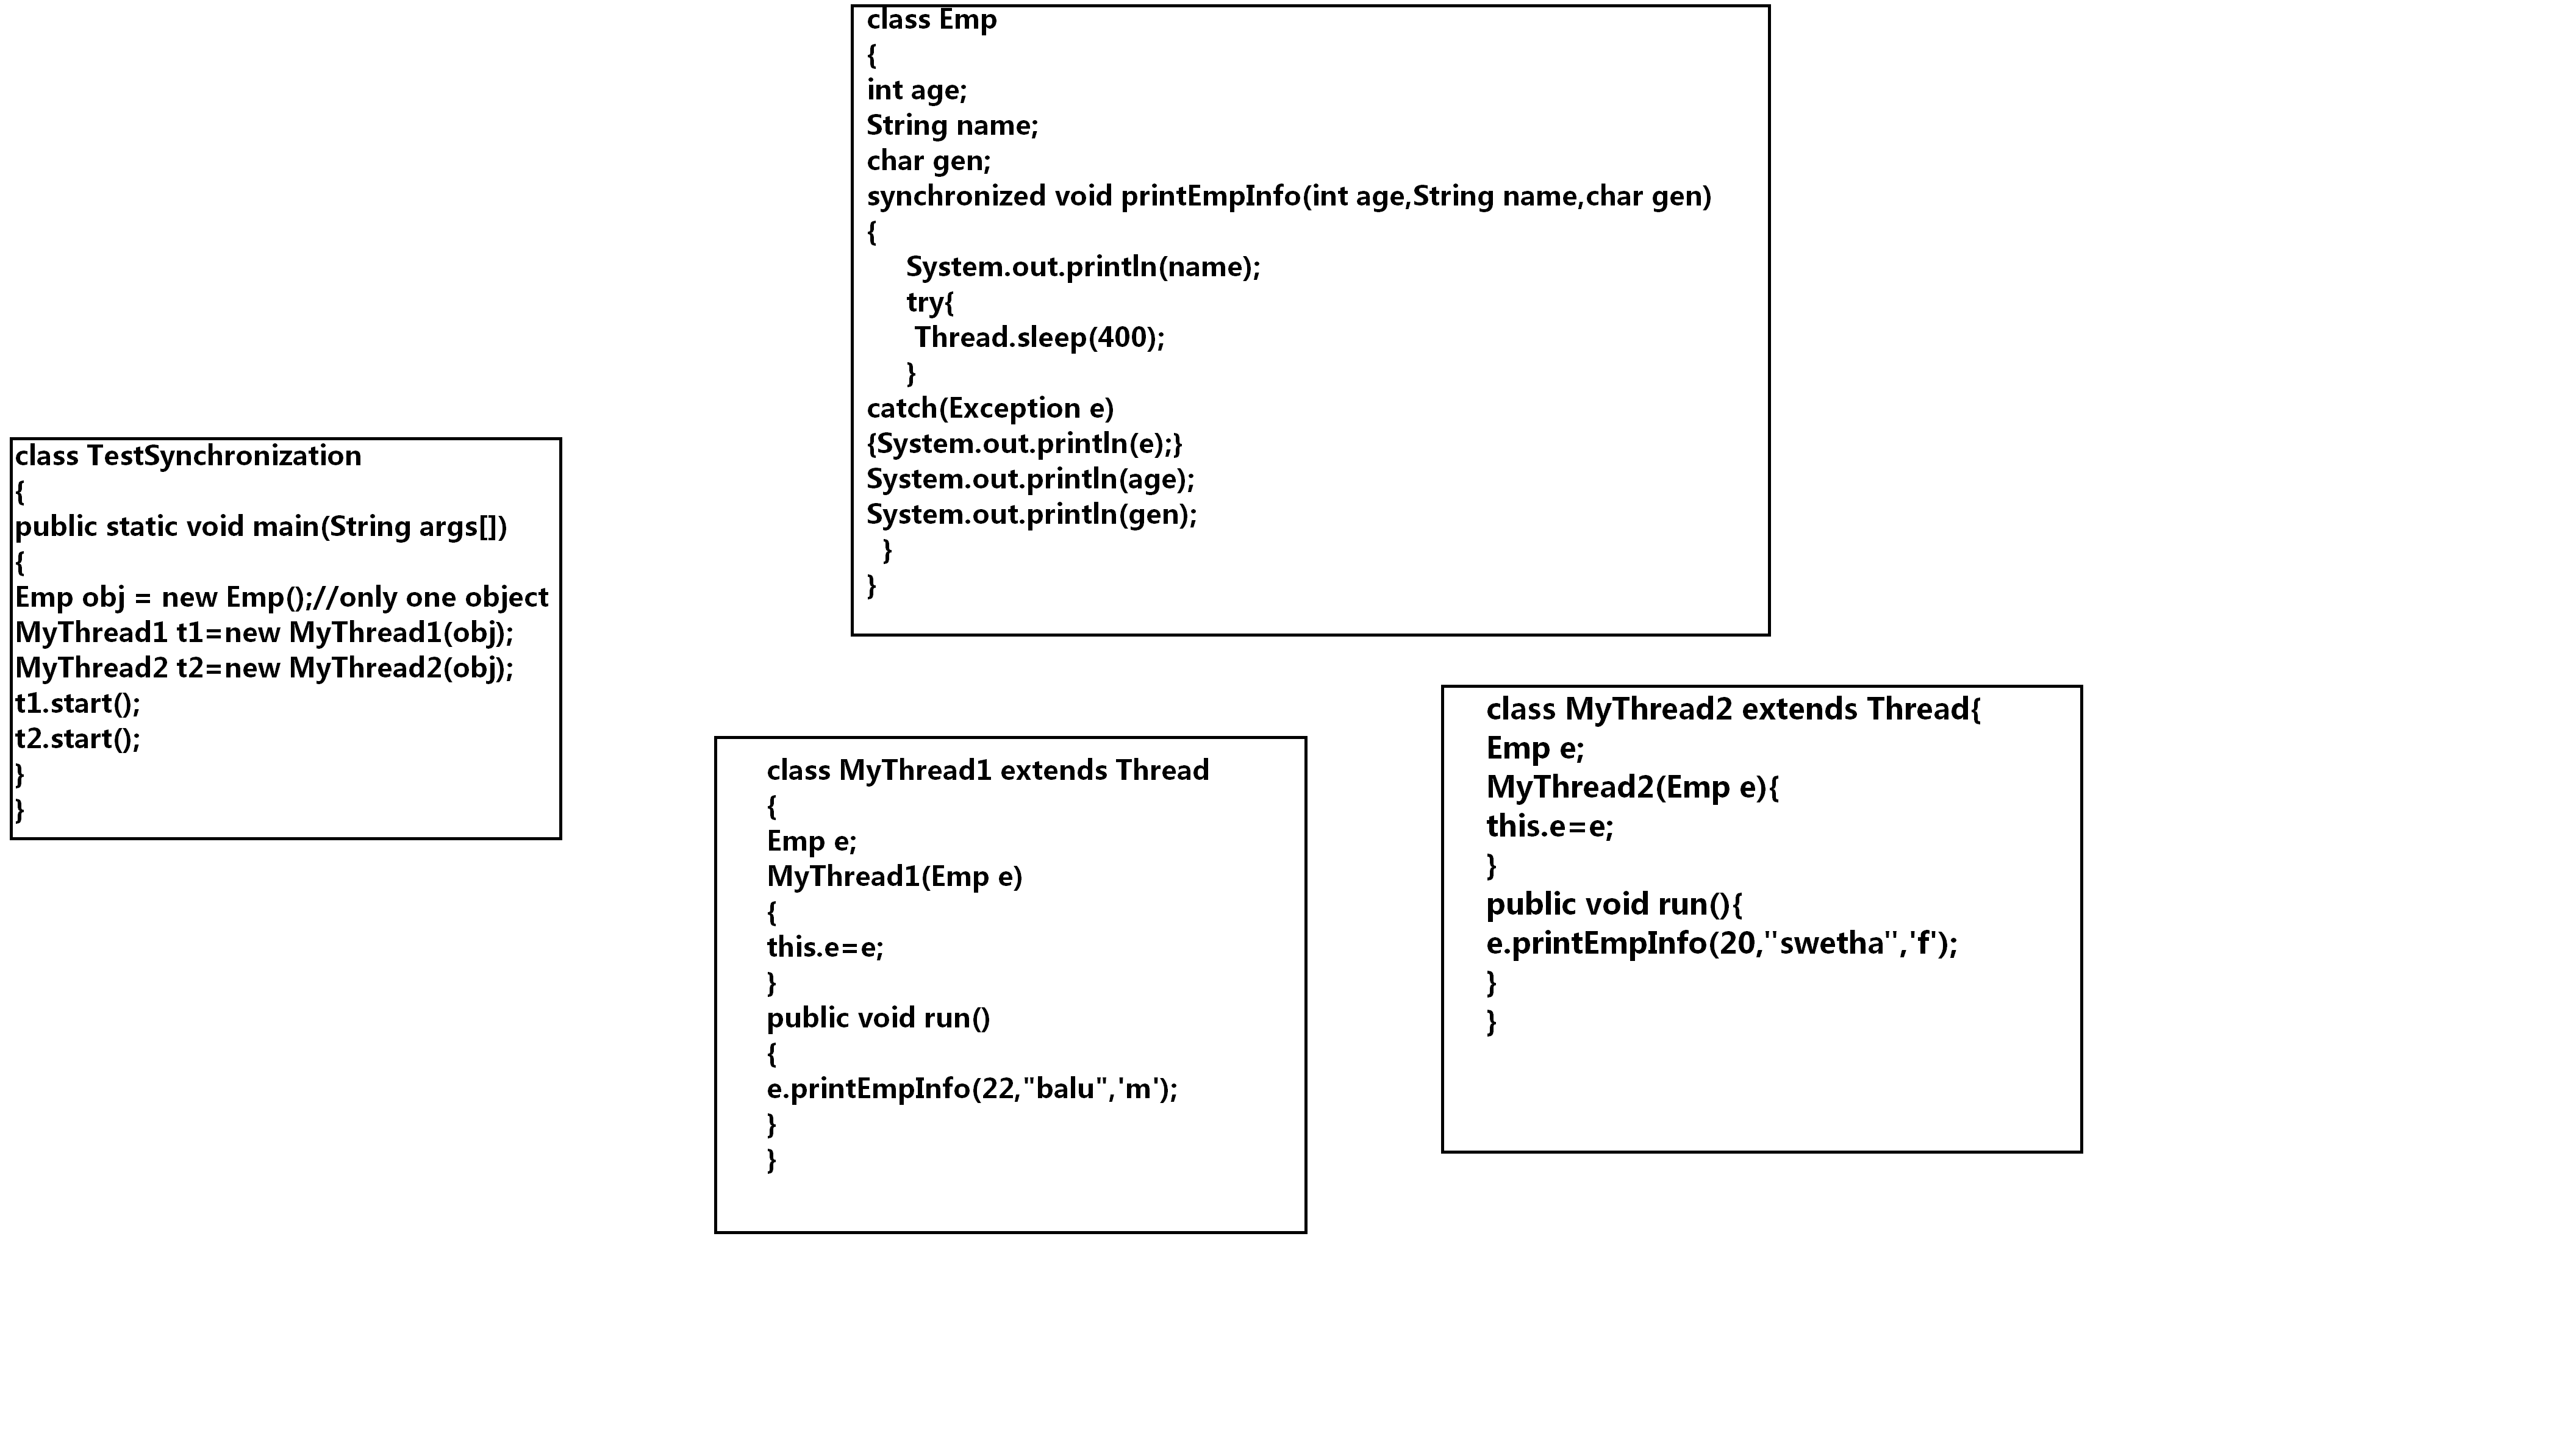 class Emp
{
int age;
String name;
char gen;
synchronized void printEmpInfo(int age,String name,char gen)
{
System.out.println(name);
try{
Thread.sleep(400);
}
catch(Exception e)
{System.out.println(e);}
System.out.println(age);
System.out.println(gen);
}
}
class TestSynchronization
{
public static void main(String args[])
{
Emp obj = new Emp();//only one object
MyThread1 t1=new MyThread1(obj);
MyThread2 t2=new MyThread2(obj);
t1.start();
t2.start();
}
}
class MyThread1 extends Thread
{
Emp e;
MyThread1(Emp e)
{
this.e=e;
}
public void run()
{
e.printEmpInfo(22,"balu",'m');
}
}
class MyThread2 extends Thread{
Emp e;
MyThread2(Emp e){
this.e=e;
}
public void run(){
e.printEmpInfo(20,''swetha'','f');
}
}